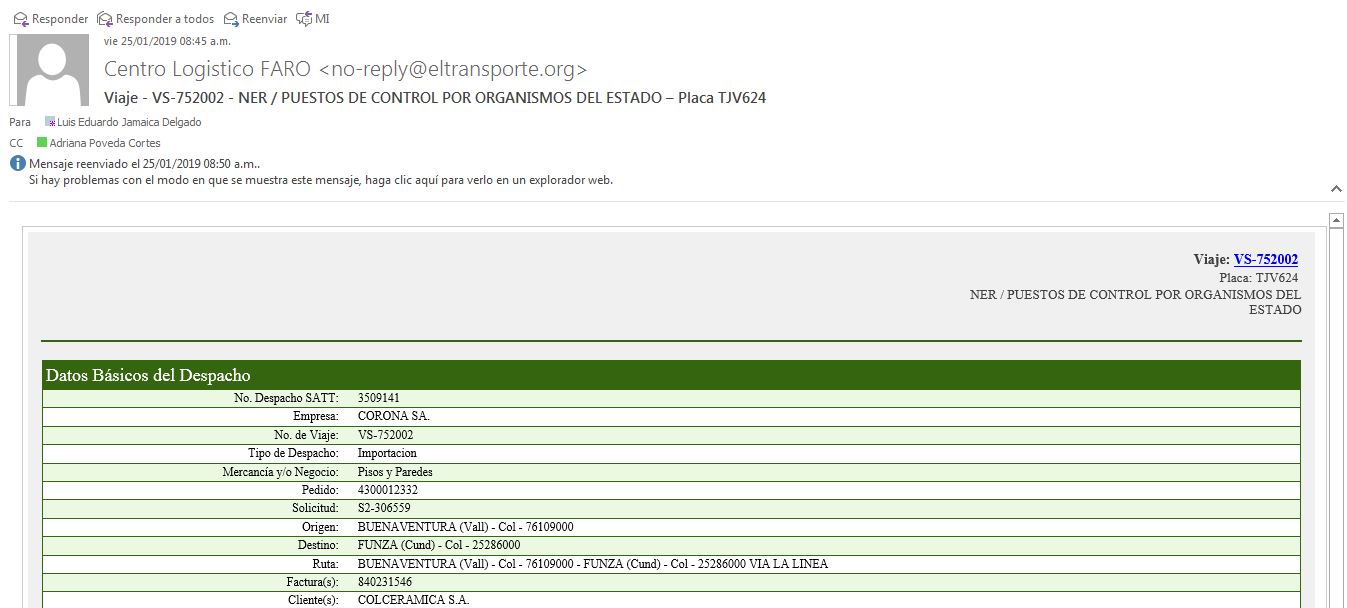 Responder Responder a todos Reenviar MI
vie 25/01/2019 08:45 a.m.
Centro Logistico FARO <no-reply@eltransporte.org>
Viaje - VS-752002 - NER / PUESTOS DE CONTROL POR ORGANISMOS DEL ESTADO – Placa TJV624
Para Luis Eduardo Jamaica Delgado
CC Adriana Poveda Cortes
Mensaje reenviado el 25/01/2019 08:50 a.m..
Si hay problemas con el modo en que se muestra este mensaje, haga clic aquí para verlo en un explorador web.
Viaje: VS-752002
Placa: TJV624
NER / PUESTOS DE CONTROL POR ORGANISMOS DEL
ESTADO
Datos Básicos del Despacho
No. Despacho SATT: 3509141
Empresa: CORONA SA.
No. de Viaje: VS-752002
Tipo de Despacho: Importacion
Mercancía y/o Negocio: Pisos y Paredes
Pedido: 4300012332
Solicitud: S2-306559
Origen: BUENAVENTURA (Vall) - Col - 76109000
Destino: FUNZA (Cund) - Col - 25286000
Ruta: BUENAVENTURA (Vall) - Col - 76109000 - FUNZA (Cund) - Col - 25286000 VIA LA LINEA
Factura(s): 840231546
Cliente(s): COLCERAMICA S.A.